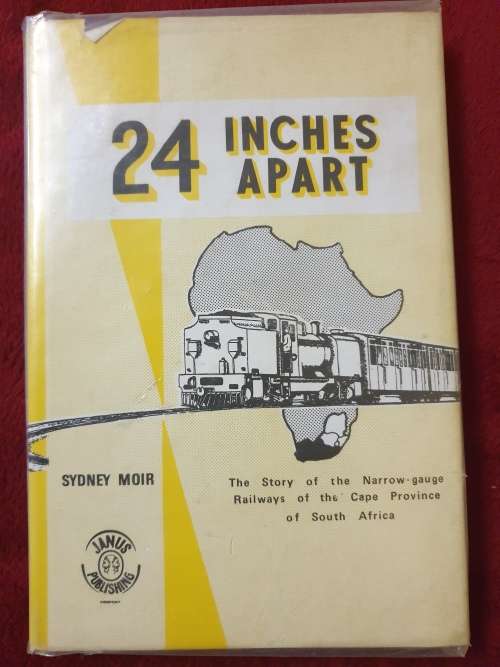 24 INCHES
APART
SYDNEY MOIR
The Story of the Narrow-gauge
Railways of the Cape Province
of South Africa
JANUS
PUBLISHING